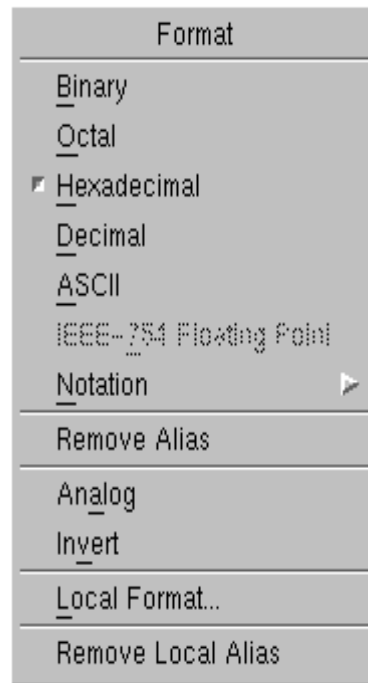 Format
Binary
Octal
Hexadecimal
Decimal
ASCII
IEEE-754 Floating Point
Notation
Remove Alias
Analog
Invert
Local Format...
Remove Local Alias